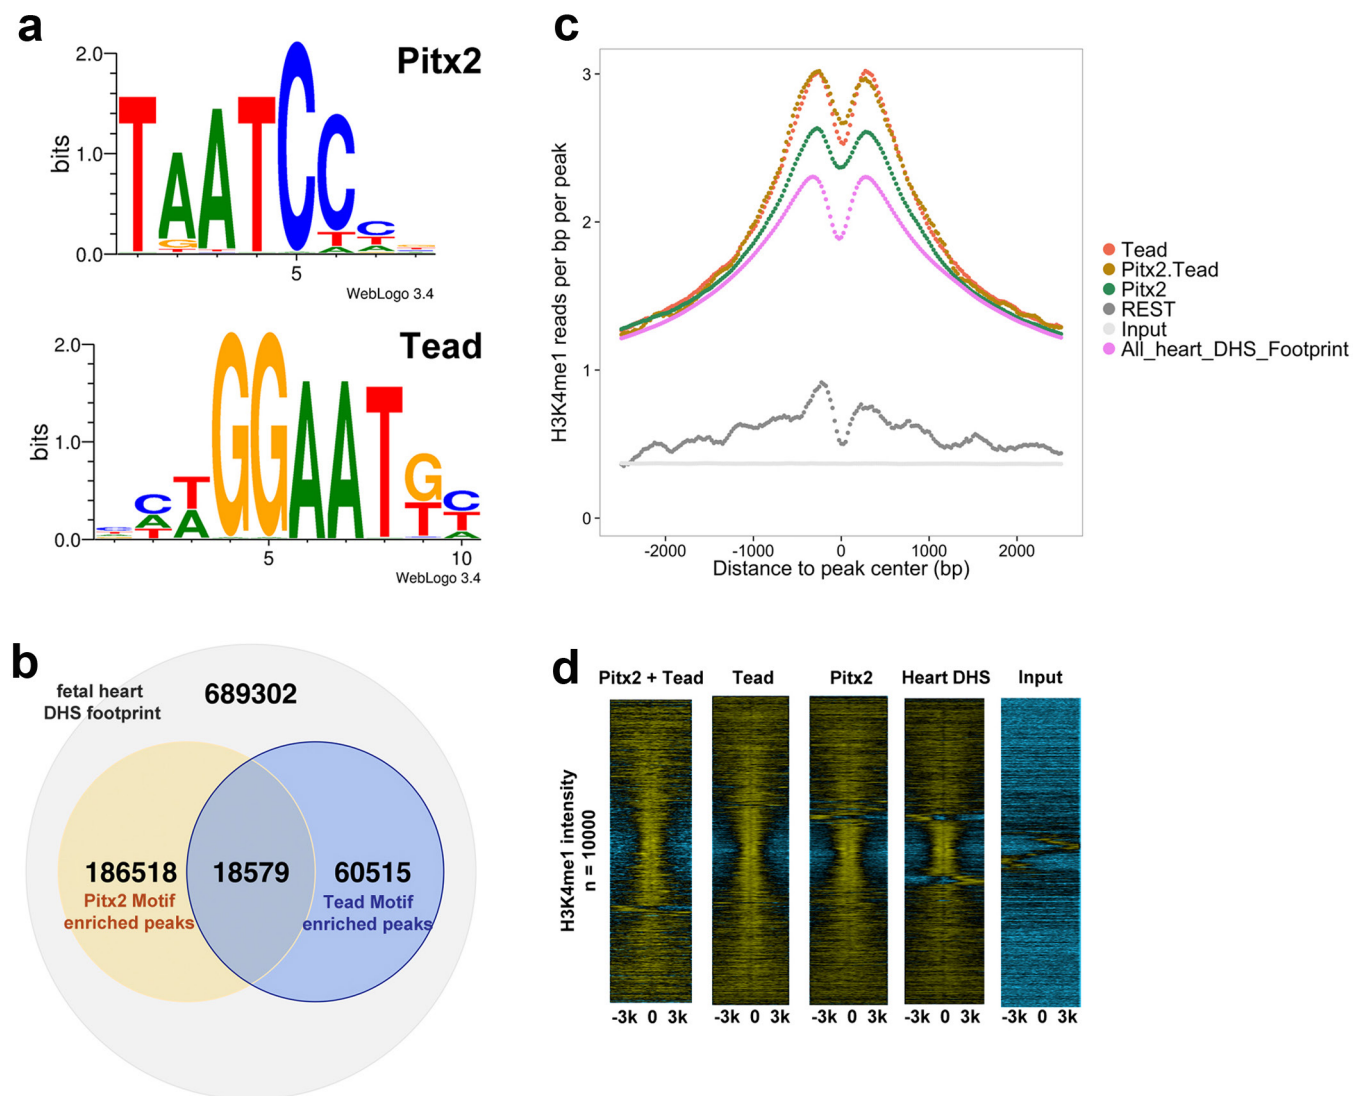 a
Pitx2
bits
2.0
1.0
0.0
T A A T C C C
G T A T A
5
WebLogo 3.4
Tead
bits
2.0
1.0
0.0
C T G G A A T G C
A A T T
T A
5 10
WebLogo 3.4
b
fetal heart
DHS footprint
689302
186518
Pitx2 Motif
enriched peaks
18579
60515
Tead Motif
enriched peaks
c
H3K4me1 reads per bp per peak
3
2
1
0
-2000 -1000 0 1000 2000
Distance to peak center (bp)
Tead
Pitx2.Tead
Pitx2
REST
Input
All_heart_DHS_Footprint
d
Pitx2 + Tead Tead Pitx2 Heart DHS Input
H3K4me1 intensity
n = 10000
-3k 0 3k -3k 0 3k -3k 0 3k -3k 0 3k -3k 0 3k